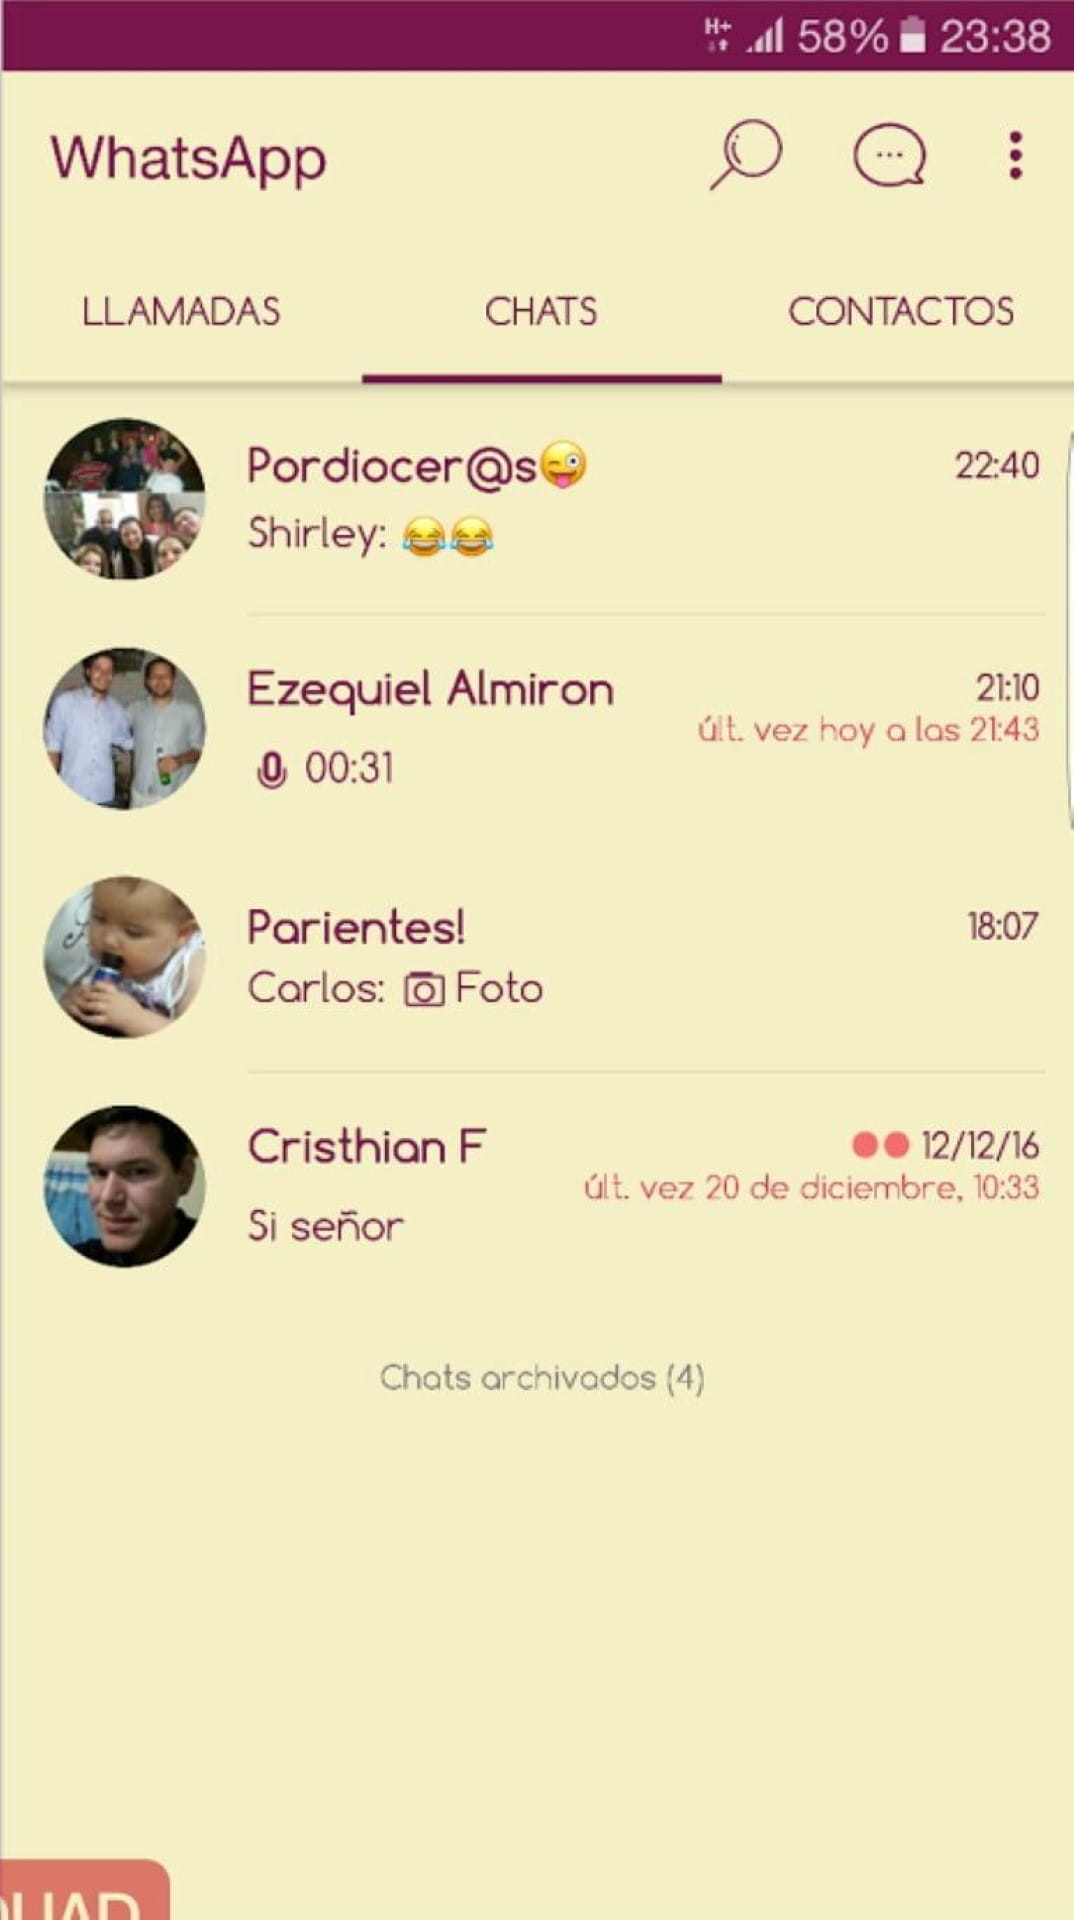 H+ 58% 23:38
WhatsApp
LLAMADAS CHATS CONTACTOS
Pordiocer@s😜 22:40
Shirley: 😂😂
Ezequiel Almiron 21:10
últ. vez hoy a las 21:43
00:31
Parientes! 18:07
Carlos: Foto
Cristhian F 12/12/16
últ. vez 20 de diciembre, 10:33
Si señor
Chats archivados (4)